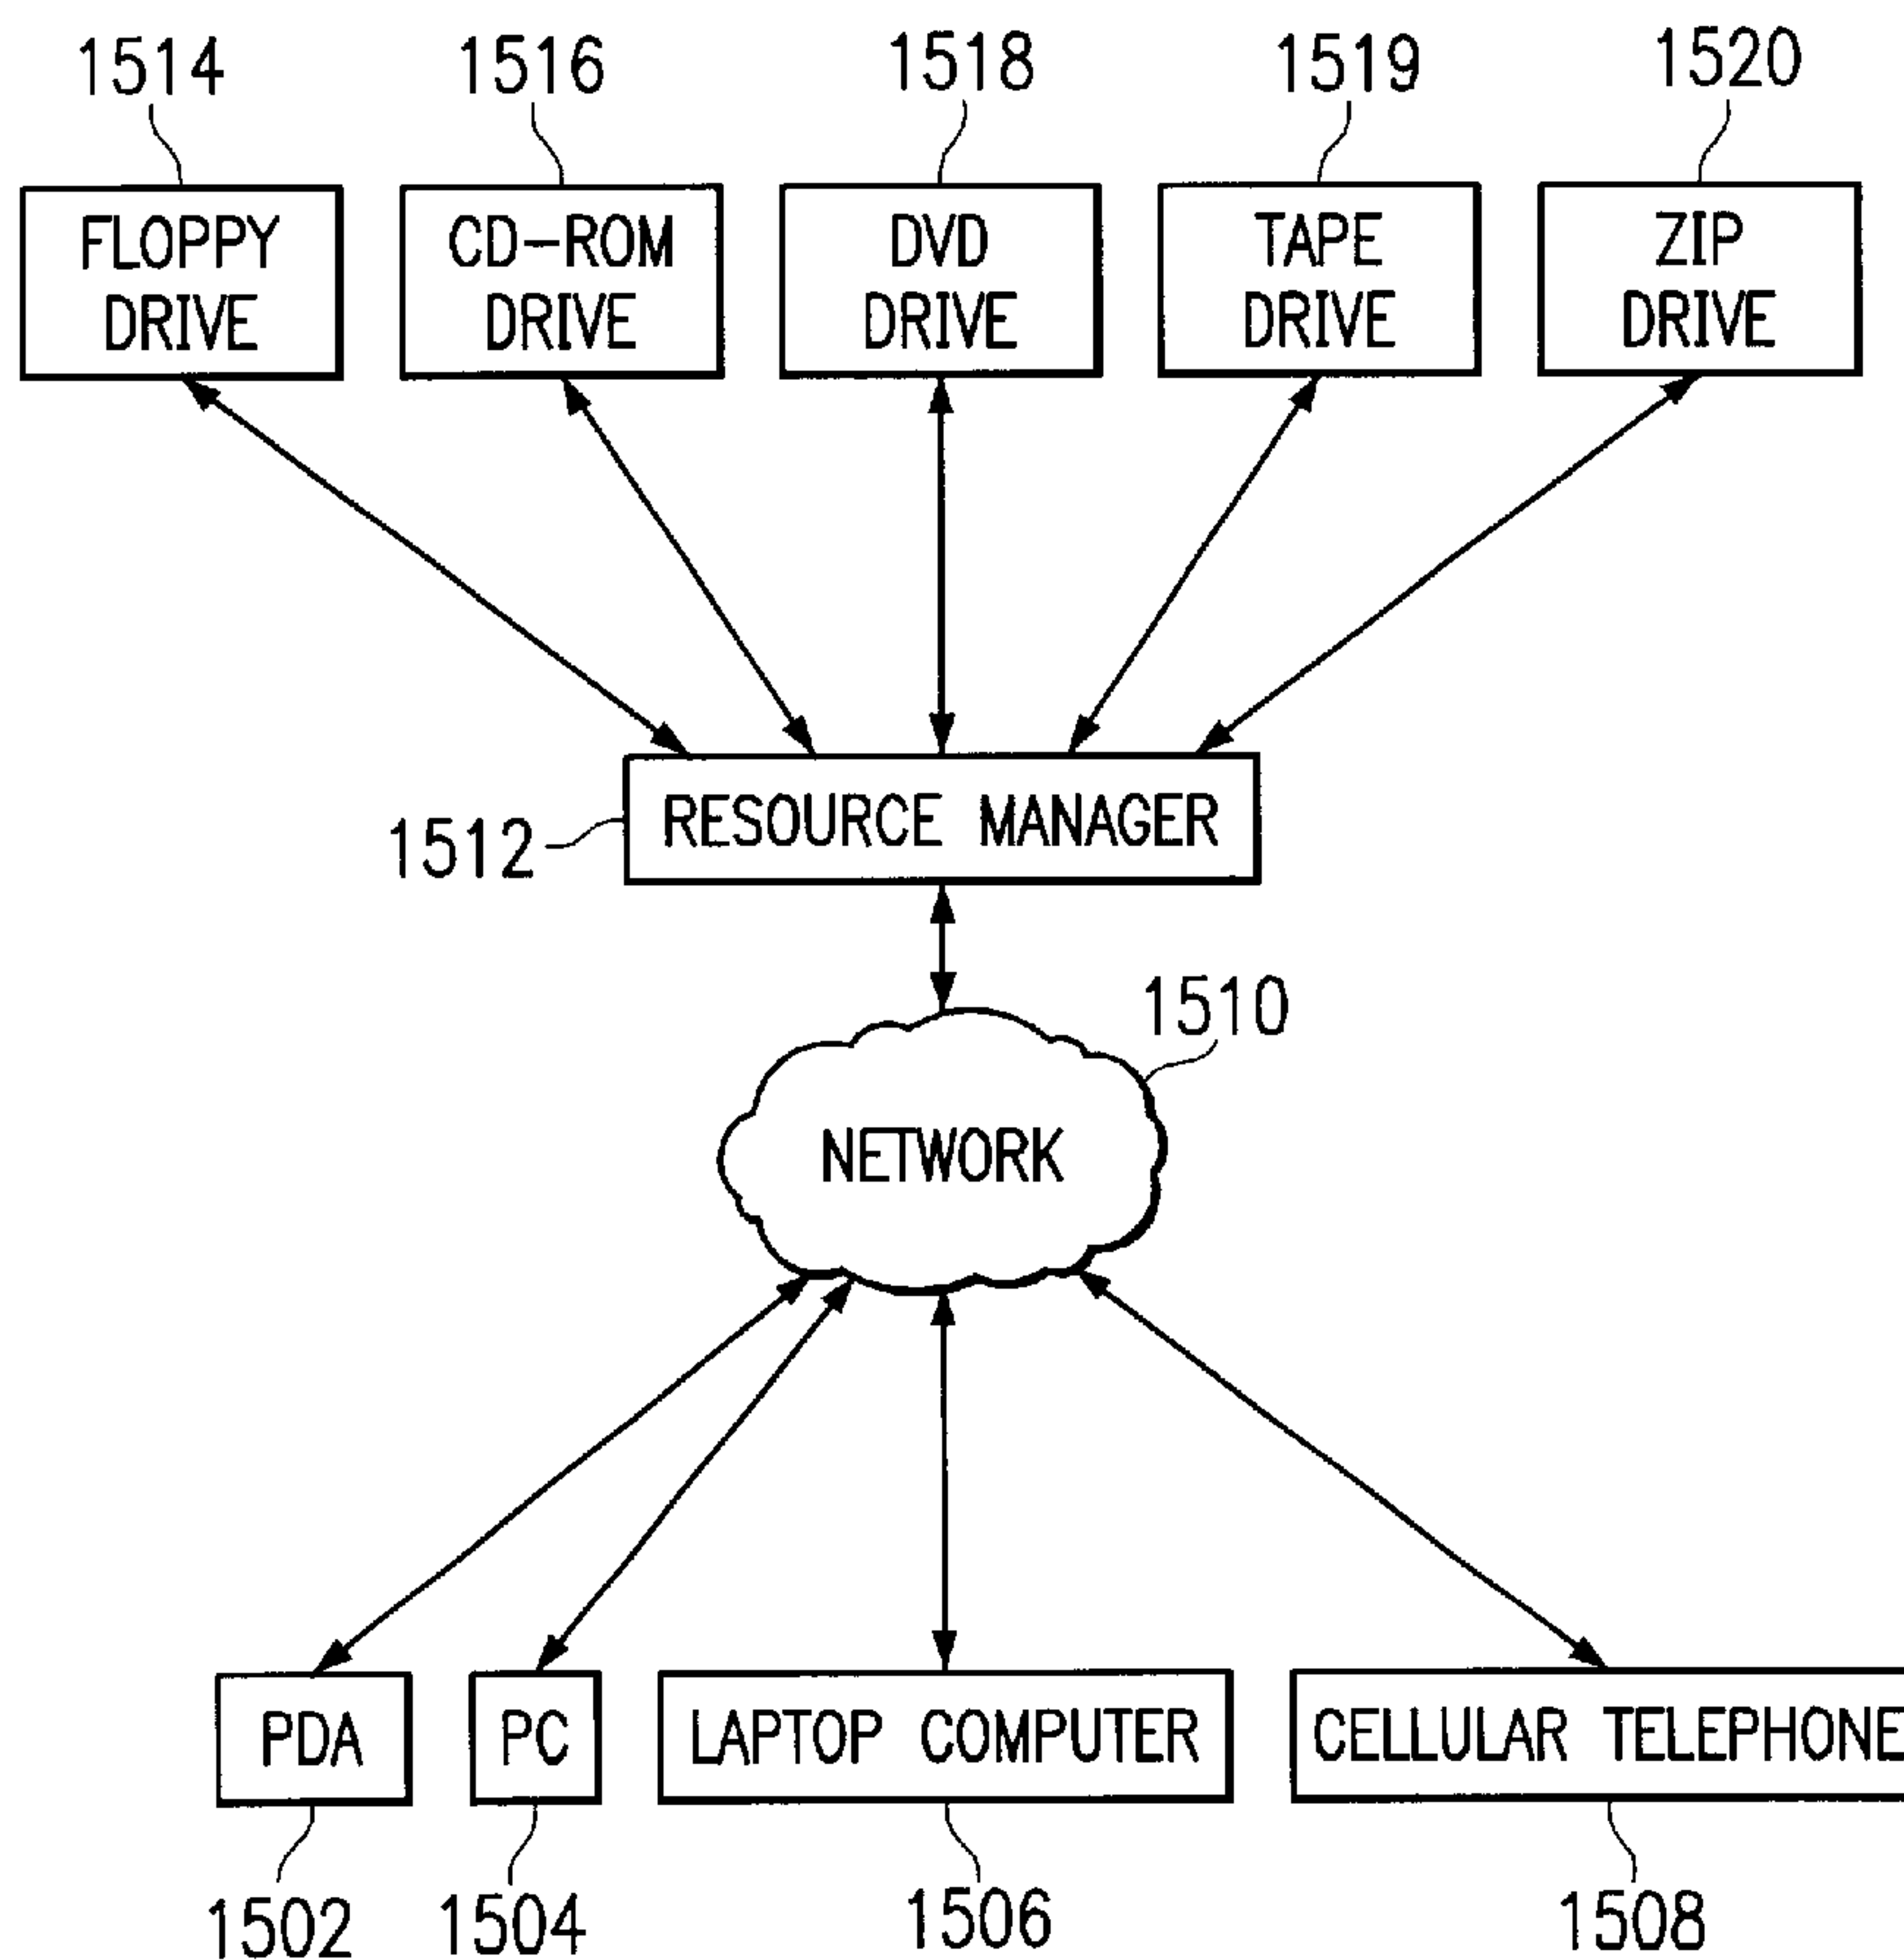 1514
1516
1518
1519
1520
FLOPPY
DRIVE
CD-ROM
DRIVE
DVD
DRIVE
TAPE
DRIVE
ZIP
DRIVE
RESOURCE MANAGER
1512
1510
NETWORK
PDA
PC
LAPTOP COMPUTER
CELLULAR TELEPHONE
1502
1504
1506
1508